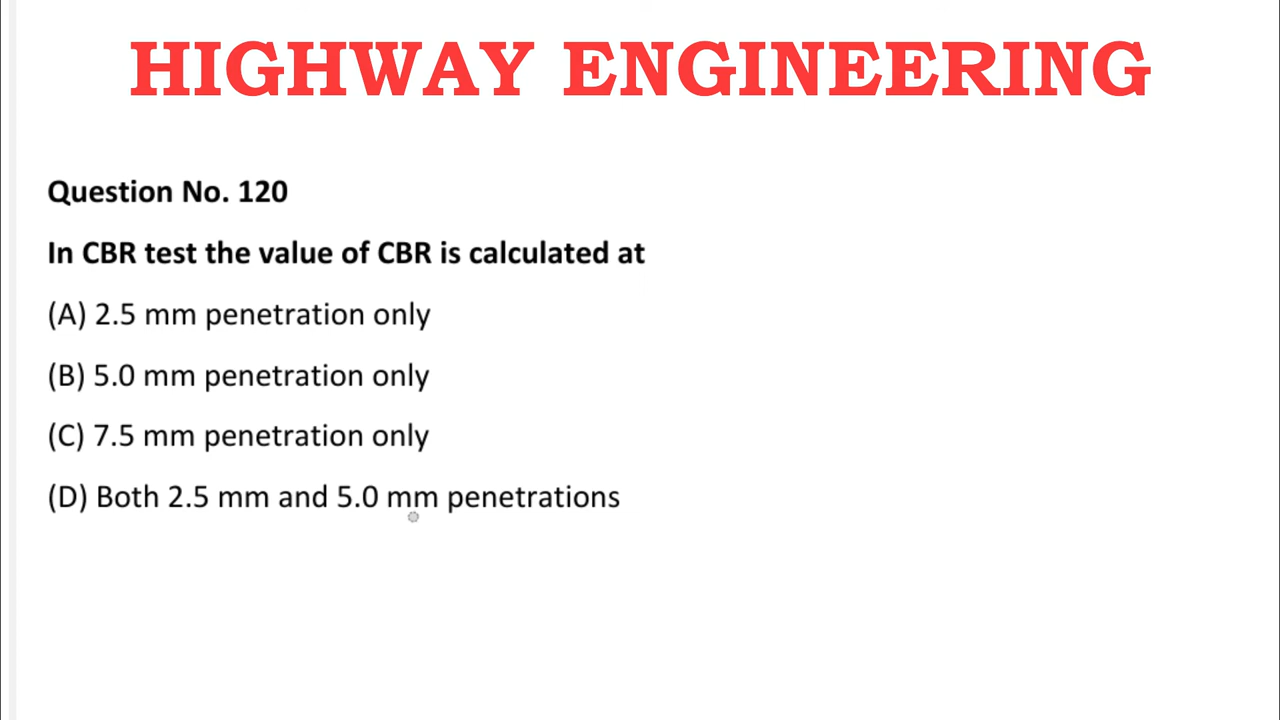 HIGHWAY ENGINEERING
Question No. 120
In CBR test the value of CBR is calculated at
(A) 2.5 mm penetration only
(B) 5.0 mm penetration only
(C) 7.5 mm penetration only
(D) Both 2.5 mm and 5.0 mm penetrations